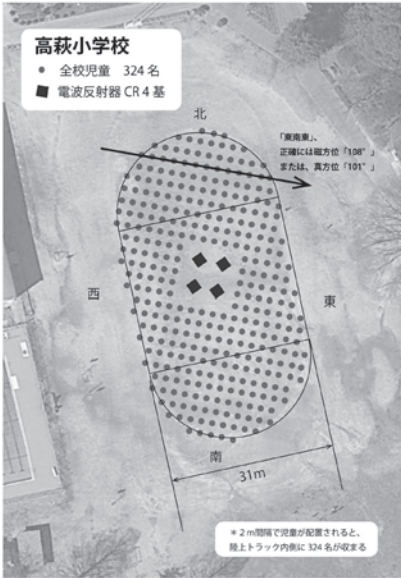 高萩小学校
● 全校児童　324 名
◆ 電波反射器 CR 4 基
北
「東南東」、
正確には磁方位「108°」
または、真方位「101°」
西
東
南
31m
＊２ｍ間隔で児童が配置されると、
陸上トラック内側に 324 名が収まる